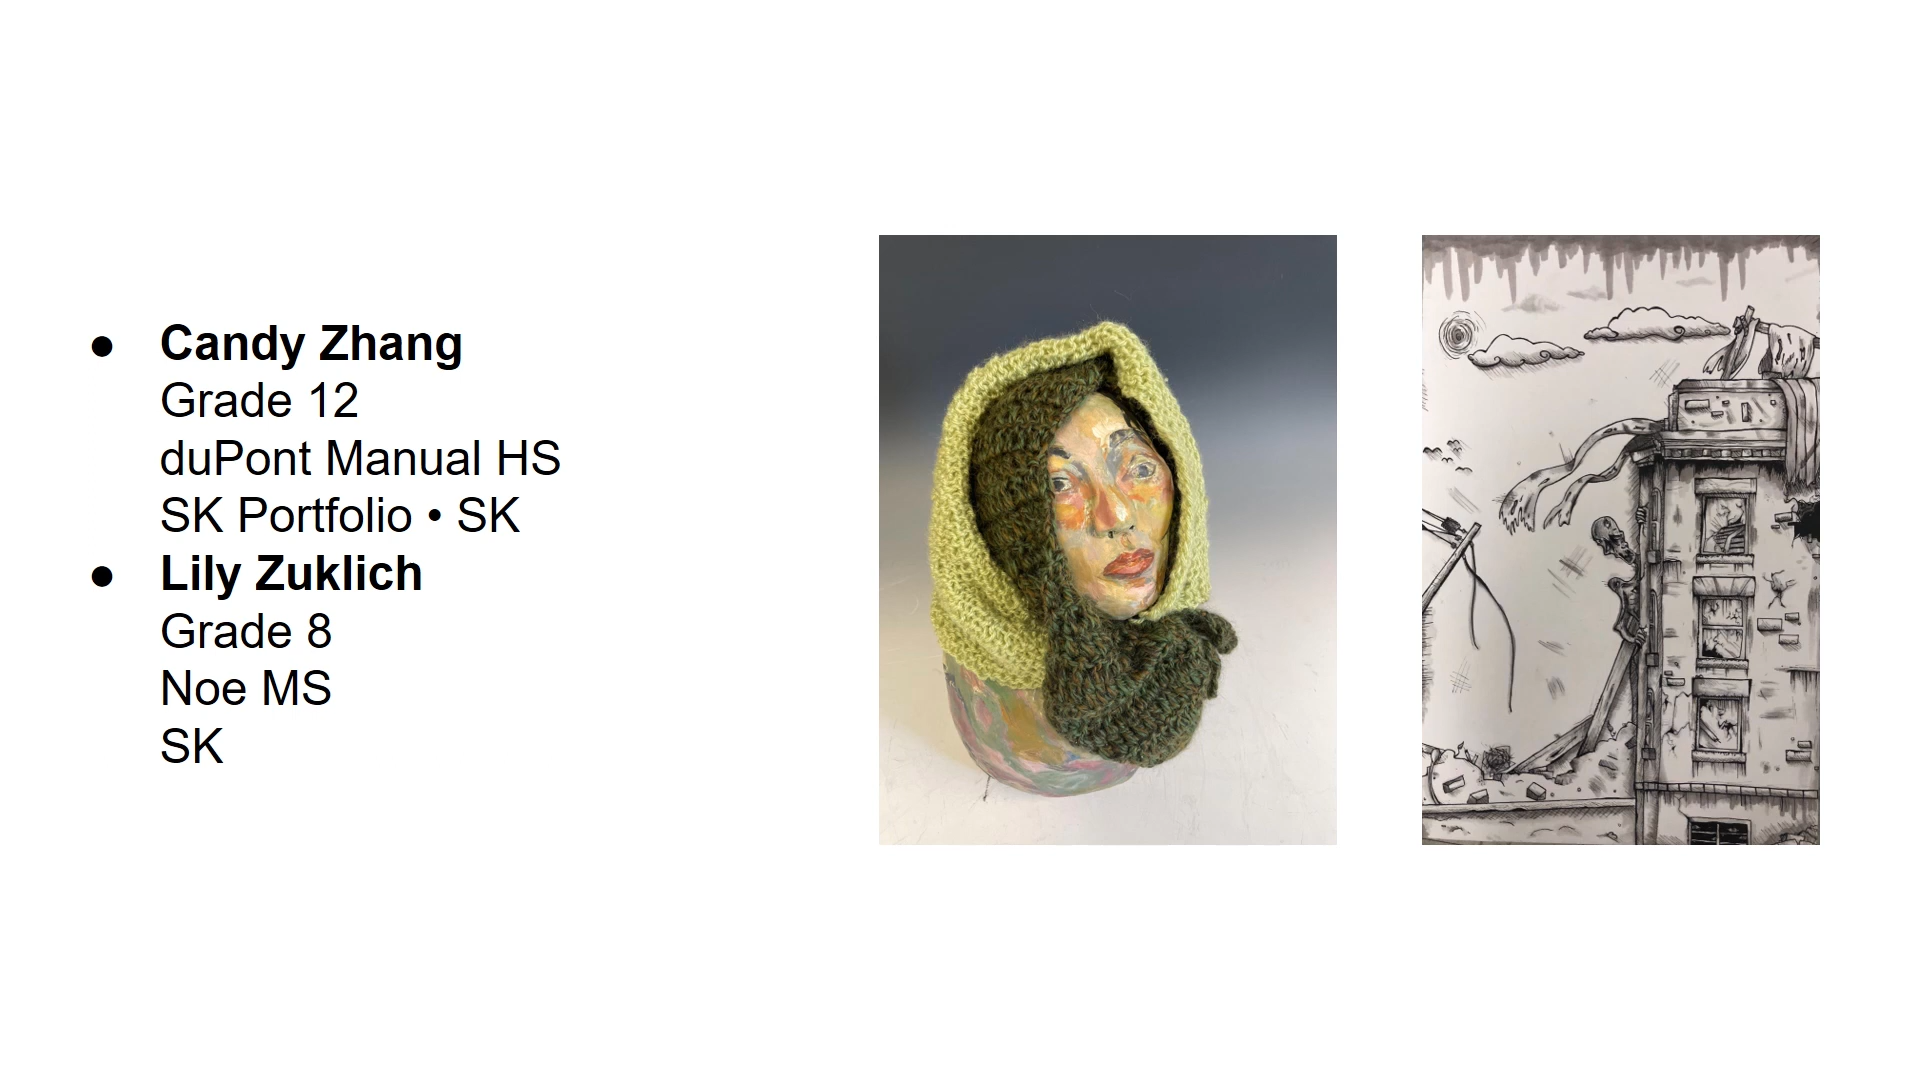 ● Candy Zhang
Grade 12
duPont Manual HS
SK Portfolio • SK
● Lily Zuklich
Grade 8
Noe MS
SK